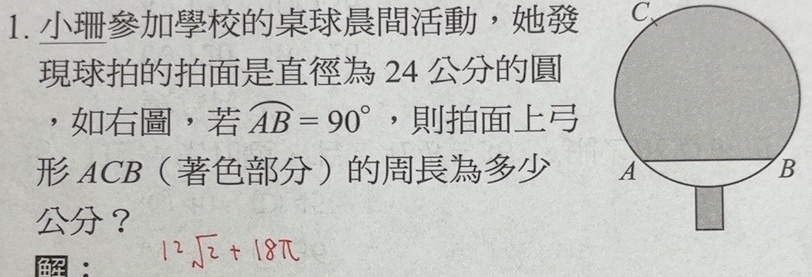 1. 小珊參加學校的桌球晨間活動，她發
現球拍的拍面是直徑為 24 公分的圓
，如右圖，若 \overset{\frown}{AB} = 90°，則拍面上弓
形 ACB（著色部分）的周長為多少
公分？
12√2 + 18π
解：
C
A
B